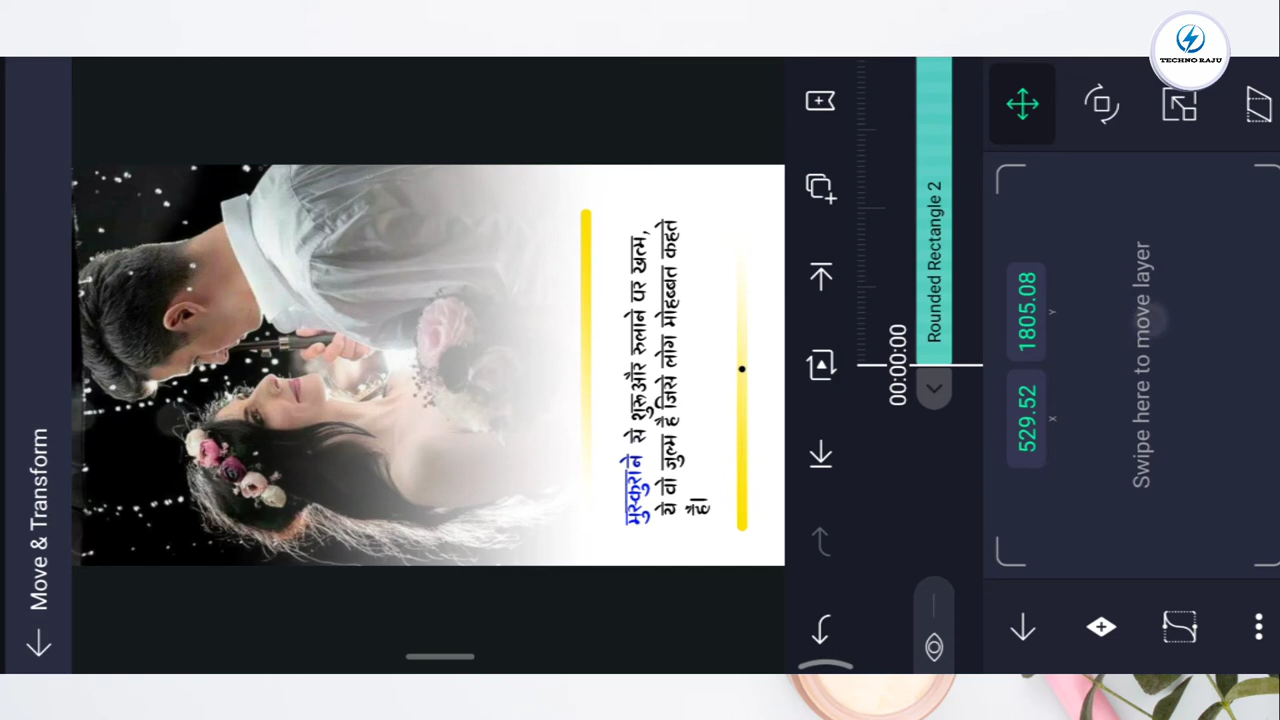 TECHNO RAJU
Move & Transform
मुस्कुराने से शुरू और रुलाने पर खत्म,
ये वो जुल्म हैं जिसे लोग मोहब्बत कहते
हैं।
00:00:00
Rounded Rectangle 2
529.52
1805.08
X
Y
Swipe here to move layer